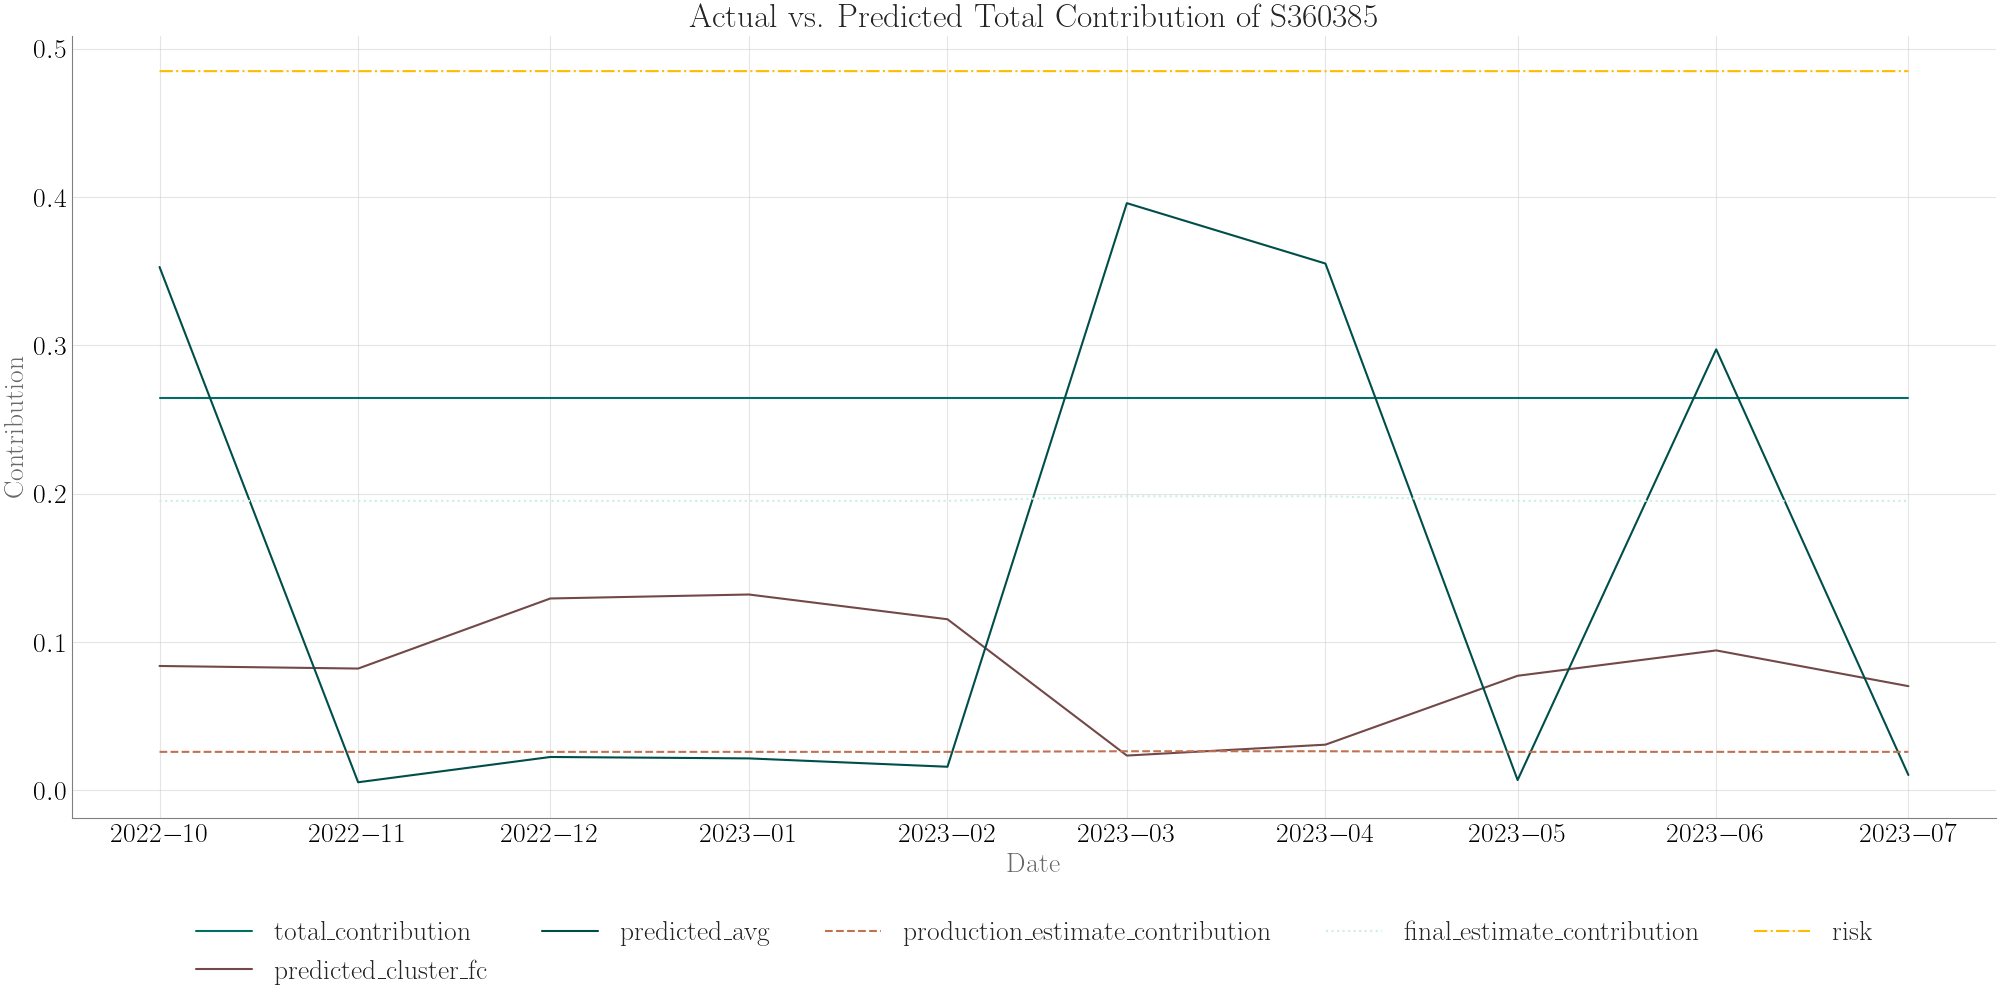 Actual vs. Predicted Total Contribution of S360385
0.5
0.4
0.3
0.2
0.1
0.0
Contribution
2022−10 2022−11 2022−12 2023−01 2023−02 2023−03 2023−04 2023−05 2023−06 2023−07
Date
total_contribution predicted_avg production_estimate_contribution final_estimate_contribution risk
predicted_cluster_fc